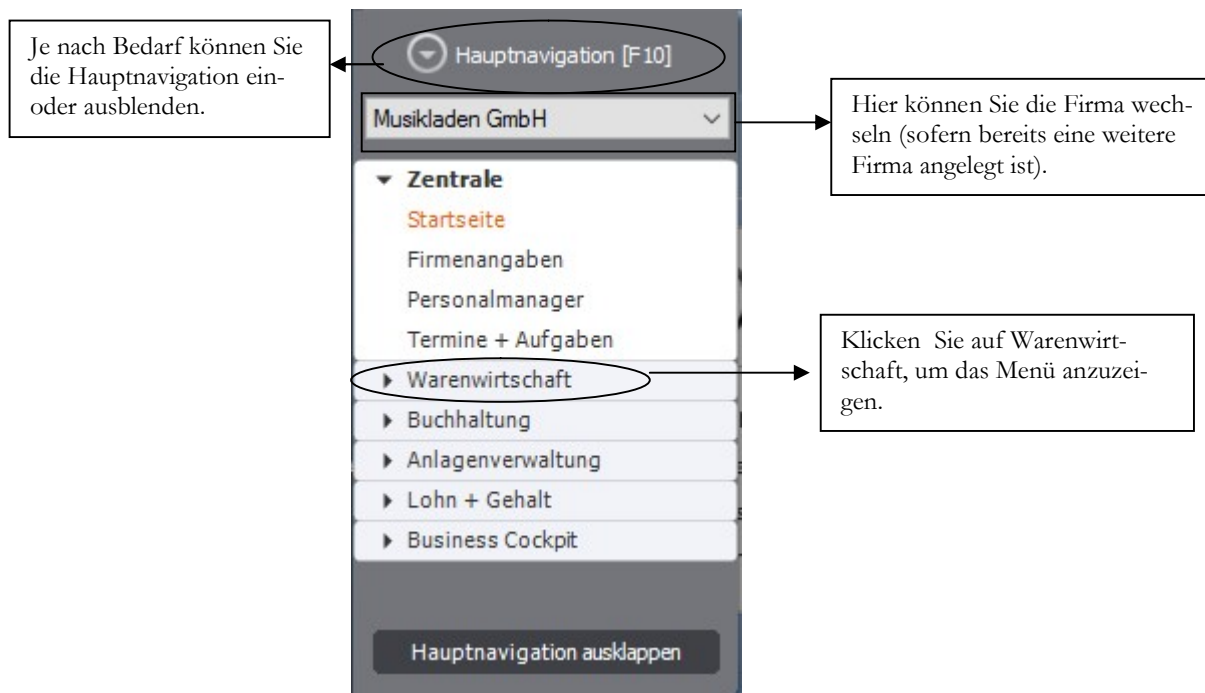 Je nach Bedarf können Sie
die Hauptnavigation ein-
oder ausblenden.
Hauptnavigation [F10]
Musikladen GmbH
Hier können Sie die Firma wech-
seln (sofern bereits eine weitere
Firma angelegt ist).
Zentrale
Startseite
Firmenangaben
Personalmanager
Termine + Aufgaben
Warenwirtschaft
Klicken Sie auf Warenwirt-
schaft, um das Menü anzuzei-
gen.
Buchhaltung
Anlagenverwaltung
Lohn + Gehalt
Business Cockpit
Hauptnavigation ausklappen